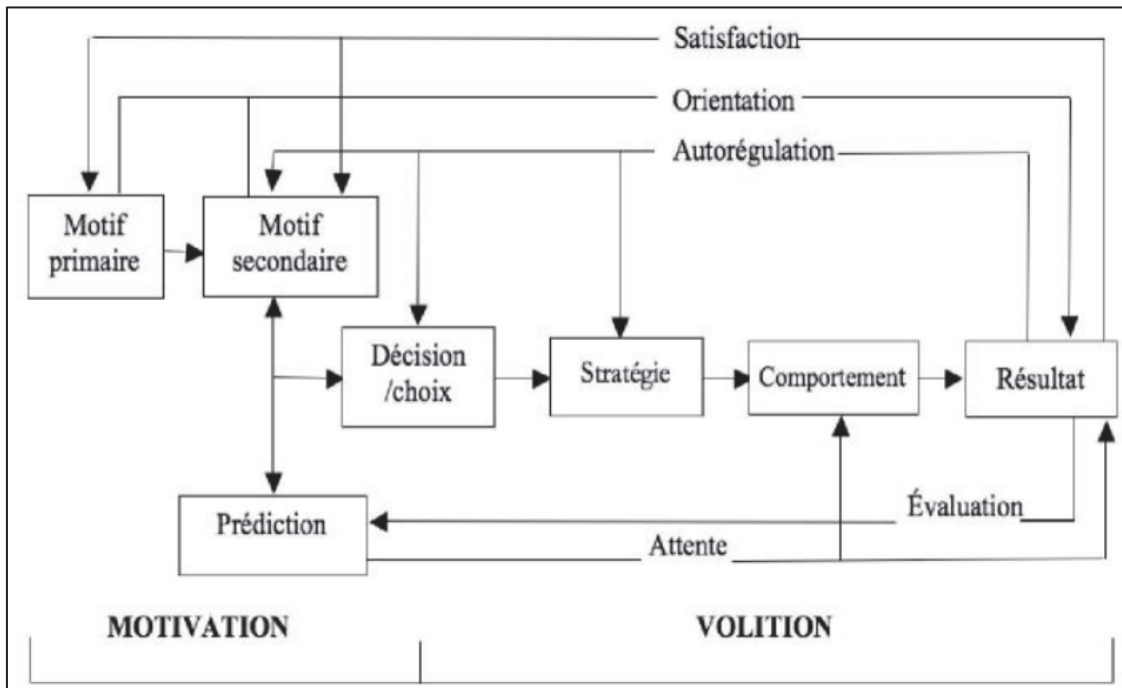 Satisfaction
Orientation
Autorégulation
Motif
primaire
Motif
secondaire
Décision
/choix
Stratégie
Comportement
Résultat
Prédiction
Évaluation
Attente
MOTIVATION
VOLITION